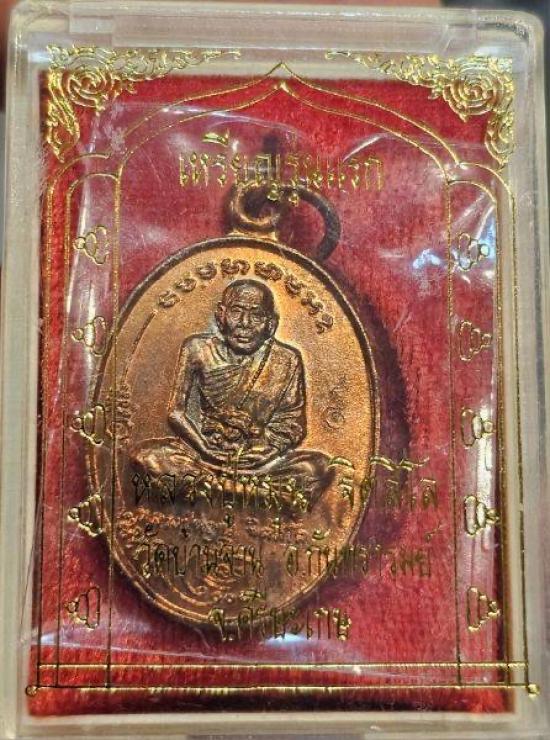 เหรียญรุ่นแรก
หลวงปู่หมุน ฐิตสีโล
วัดบ้านจาน อ.กันทรารมย์
จ.ศรีษะเกษ